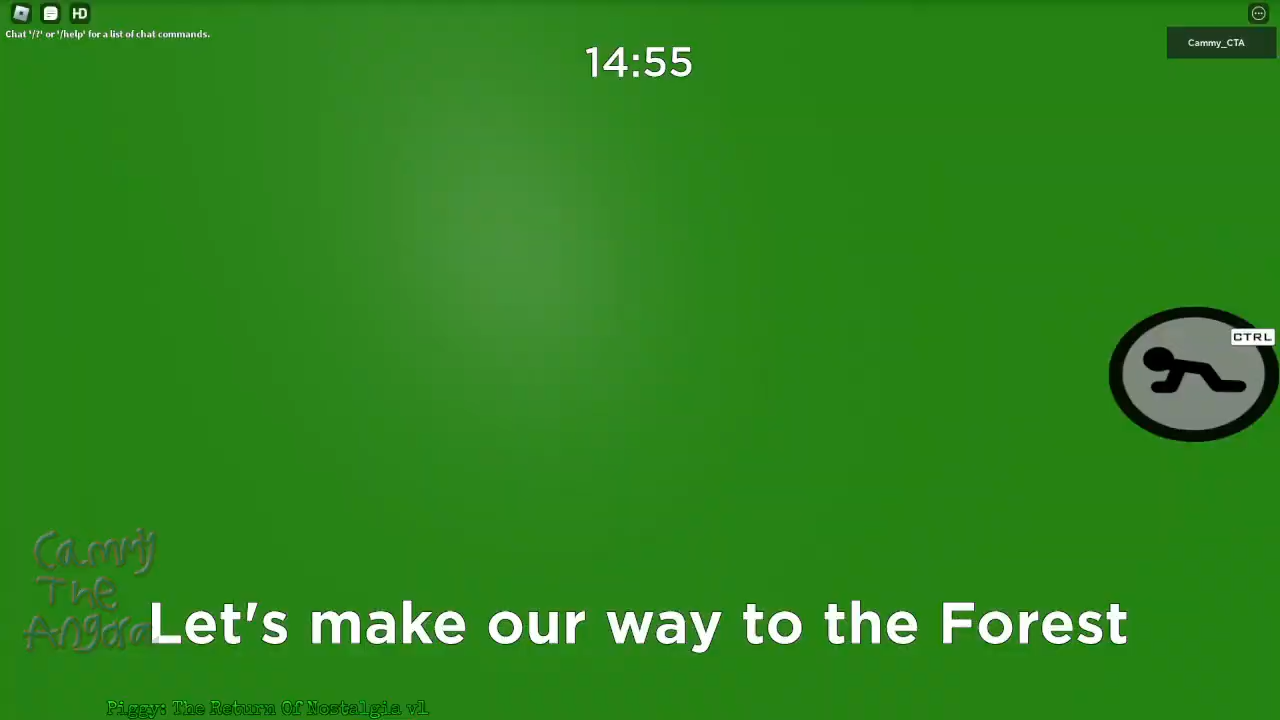 HD
Chat '/?' or '/help' for a list of chat commands.
14:55
Cammy_CTA
CTRL
Cammy
The
Angora
Let's make our way to the Forest
Piggy: The Return Of Nostalgia v1